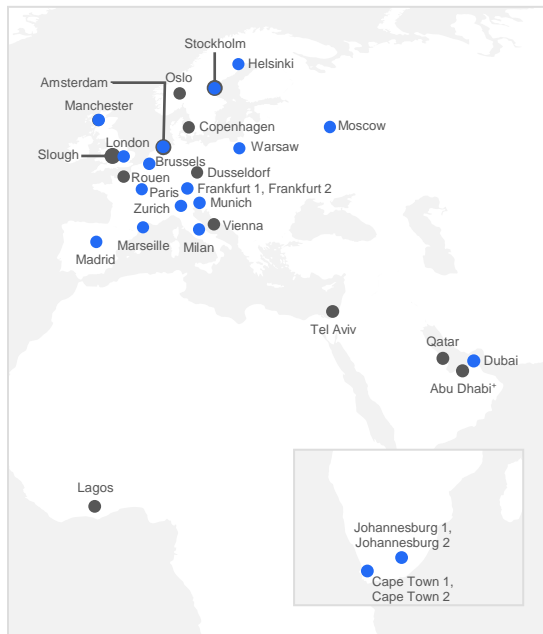 Stockholm
Helsinki
Amsterdam
Oslo
Manchester
Copenhagen
Moscow
London
Slough
Brussels
Warsaw
Rouen
Dusseldorf
Paris
Frankfurt 1, Frankfurt 2
Zurich
Munich
Vienna
Marseille
Milan
Madrid
Tel Aviv
Qatar
Dubai
Abu Dhabi+
Lagos
Johannesburg 1,
Johannesburg 2
Cape Town 1,
Cape Town 2